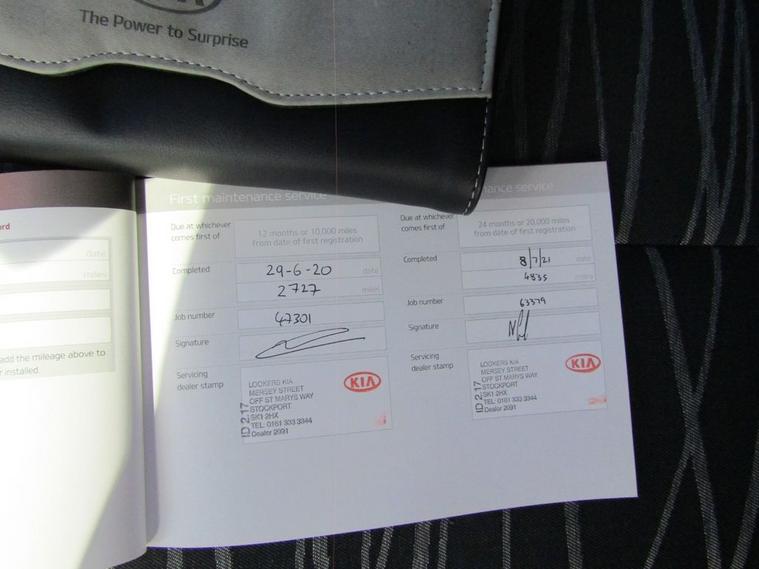 KIA
The Power to Surprise
First maintenance service
Due at whichever
comes first of
12 months or 10,000 miles
from date of first registration
Completed
29-6-20 date
2727 miles
Job number
47301
Signature
Servicing
dealer stamp
LOOKERS KIA
MERSEY STREET
OFF ST MARYS WAY
STOCKPORT
SK1 2HX
TEL: 0161 333 3344
Dealer 2091
ID 217
KIA
maintenance service
Due at whichever
comes first of
24 months or 20,000 miles
from date of first registration
Completed
8/7/21 date
4835 miles
Job number
63379
Signature
Servicing
dealer stamp
LOOKERS KIA
MERSEY STREET
OFF ST MARYS WAY
STOCKPORT
SK1 2HX
TEL: 0161 333 3344
Dealer 2091
ID 217
KIA
date
miles
add the mileage above to
installed.